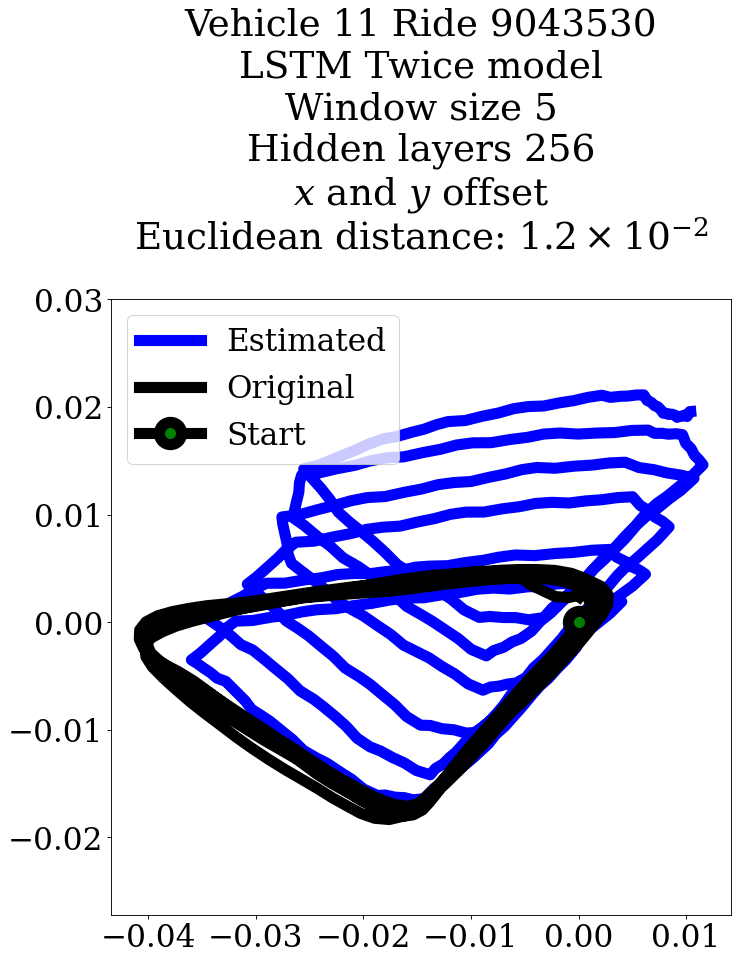 Vehicle 11 Ride 9043530
LSTM Twice model
Window size 5
Hidden layers 256
x and y offset
Euclidean distance: 1.2 × 10⁻²
0.03
0.02
0.01
0.00
−0.01
−0.02
Estimated
Original
Start
−0.04 −0.03 −0.02 −0.01 0.00 0.01